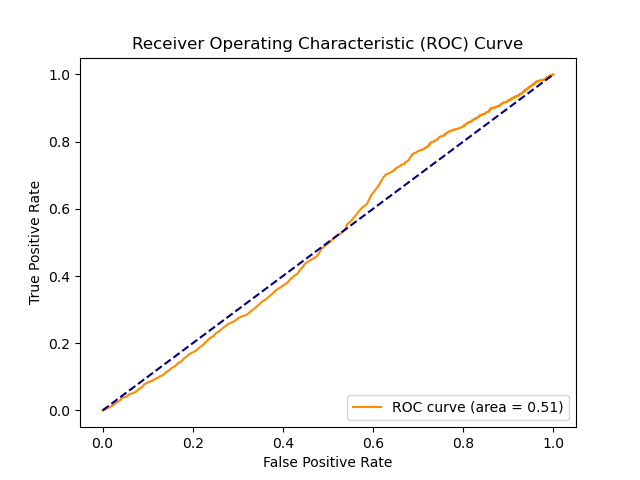 Receiver Operating Characteristic (ROC) Curve
True Positive Rate
1.0
0.8
0.6
0.4
0.2
0.0
ROC curve (area = 0.51)
0.0 0.2 0.4 0.6 0.8 1.0
False Positive Rate